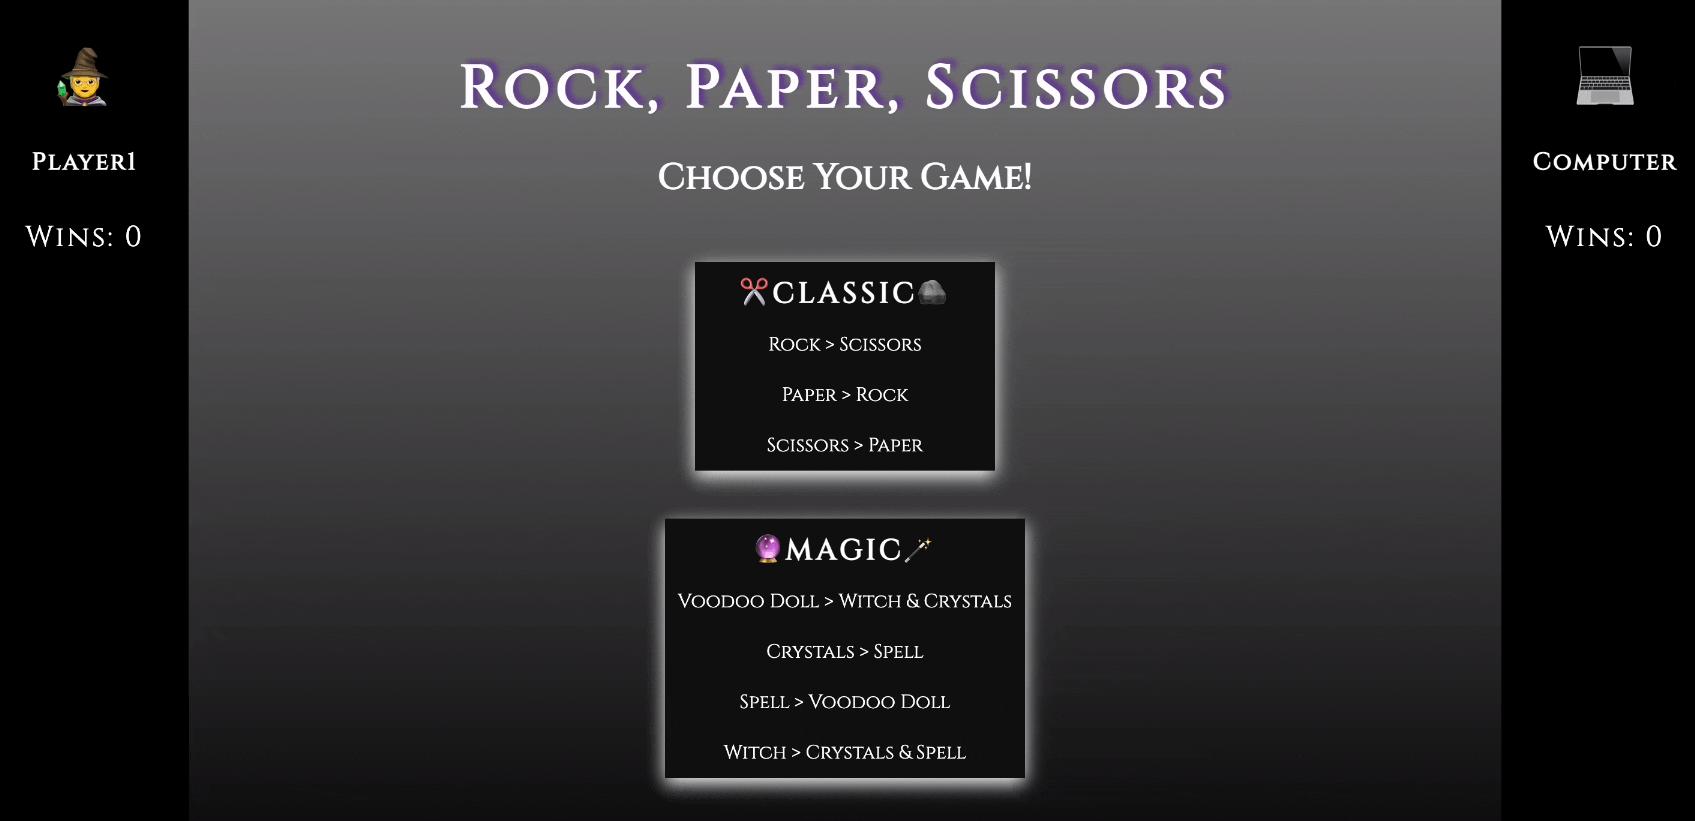 Rock, Paper, Scissors
Choose Your Game!
Player1
Wins: 0
Classic
Rock > Scissors
Paper > Rock
Scissors > Paper
Magic
Voodoo Doll > Witch & Crystals
Crystals > Spell
Spell > Voodoo Doll
Witch > Crystals & Spell
Computer
Wins: 0